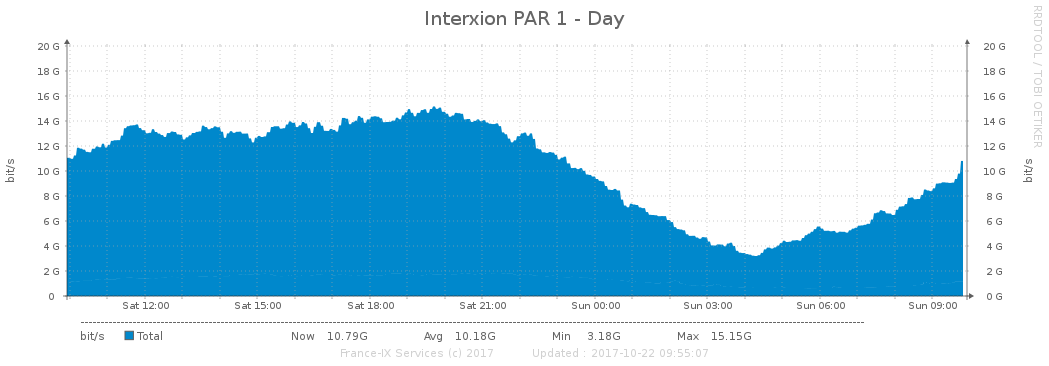 Interxion PAR 1 - Day
RRDTOOL / TOBI OETIKER
bit/s
20 G 20 G
18 G 18 G
16 G 16 G
14 G 14 G
12 G 12 G
10 G 10 G
8 G 8 G
6 G 6 G
4 G 4 G
2 G 2 G
0 0 G
bit/s
Sat 12:00 Sat 15:00 Sat 18:00 Sat 21:00 Sun 00:00 Sun 03:00 Sun 06:00 Sun 09:00
bit/s Total Now 10.79G Avg 10.18G Min 3.18G Max 15.15G
France-IX Services (c) 2017 Updated : 2017-10-22 09:55:07